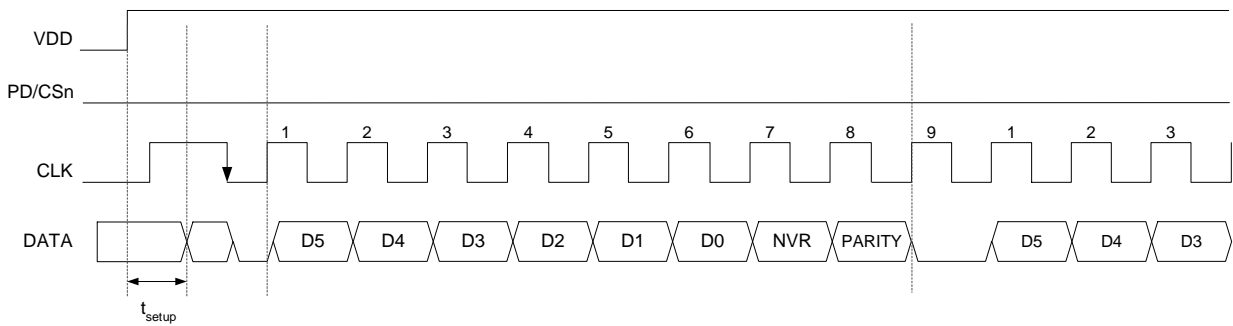 VDD
PD/CSn
1 2 3 4 5 6 7 8 9 1 2 3
CLK
DATA D5 D4 D3 D2 D1 D0 NVR PARITY D5 D4 D3
tsetup